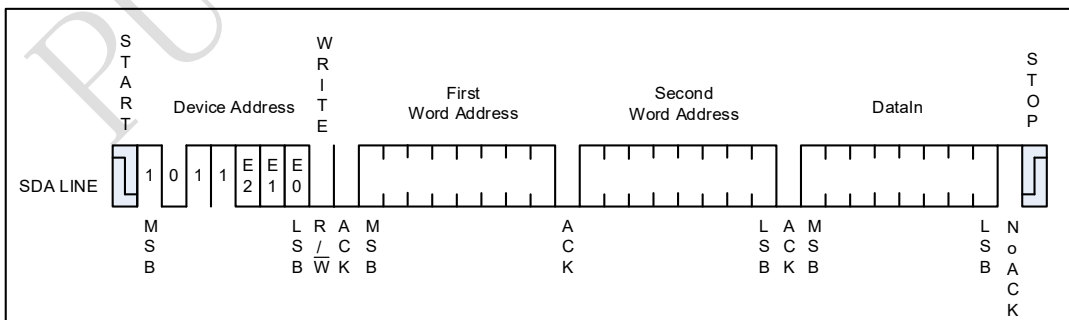 START
WRITE
STOP
Device Address
First
Word Address
Second
Word Address
DataIn
SDA LINE
1 0 1 1 E2 E1 E0
MSB
LSB
R/W
ACK
MSB
ACK
LSB
ACK
MSB
LSB
NoACK
PU